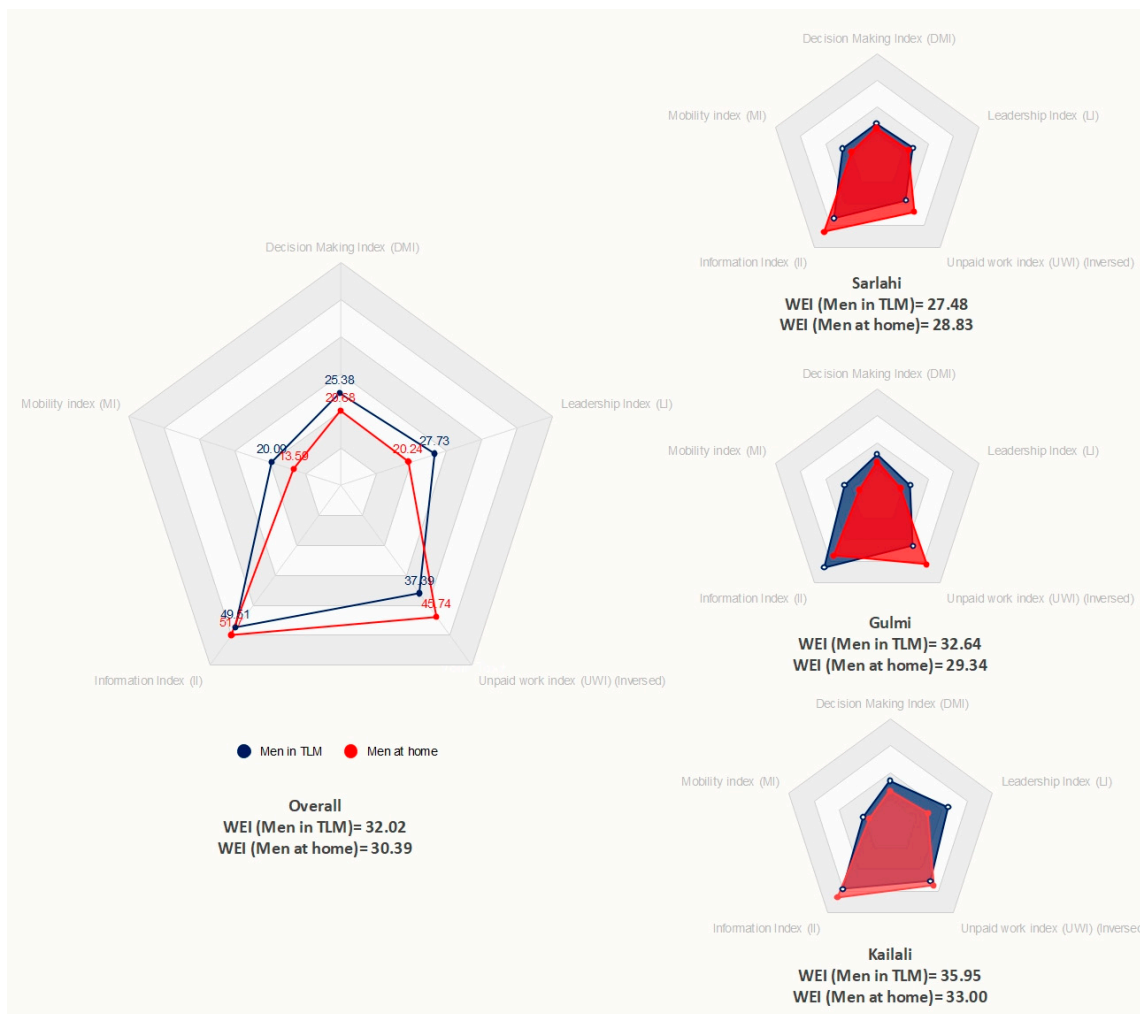 Decision Making Index (DMI)
Mobility index (MI)
Leadership Index (LI)
25.38
27.73
20.09
20.24
37.39
45.74
49.61
Information Index (II)
Unpaid work index (UWI) (Inversed)
Men in TLM
Men at home
Overall
WEI (Men in TLM)= 32.02
WEI (Men at home)= 30.39
Decision Making Index (DMI)
Mobility index (MI)
Leadership Index (LI)
Information Index (II)
Unpaid work index (UWI) (Inversed)
Sarlahi
WEI (Men in TLM)= 27.48
WEI (Men at home)= 28.83
Decision Making Index (DMI)
Mobility index (MI)
Leadership Index (LI)
Information Index (II)
Unpaid work index (UWI) (Inversed)
Gulmi
WEI (Men in TLM)= 32.64
WEI (Men at home)= 29.34
Decision Making Index (DMI)
Mobility index (MI)
Leadership Index (LI)
Information Index (II)
Unpaid work index (UWI) (Inversed
Kailali
WEI (Men in TLM)= 35.95
WEI (Men at home)= 33.00